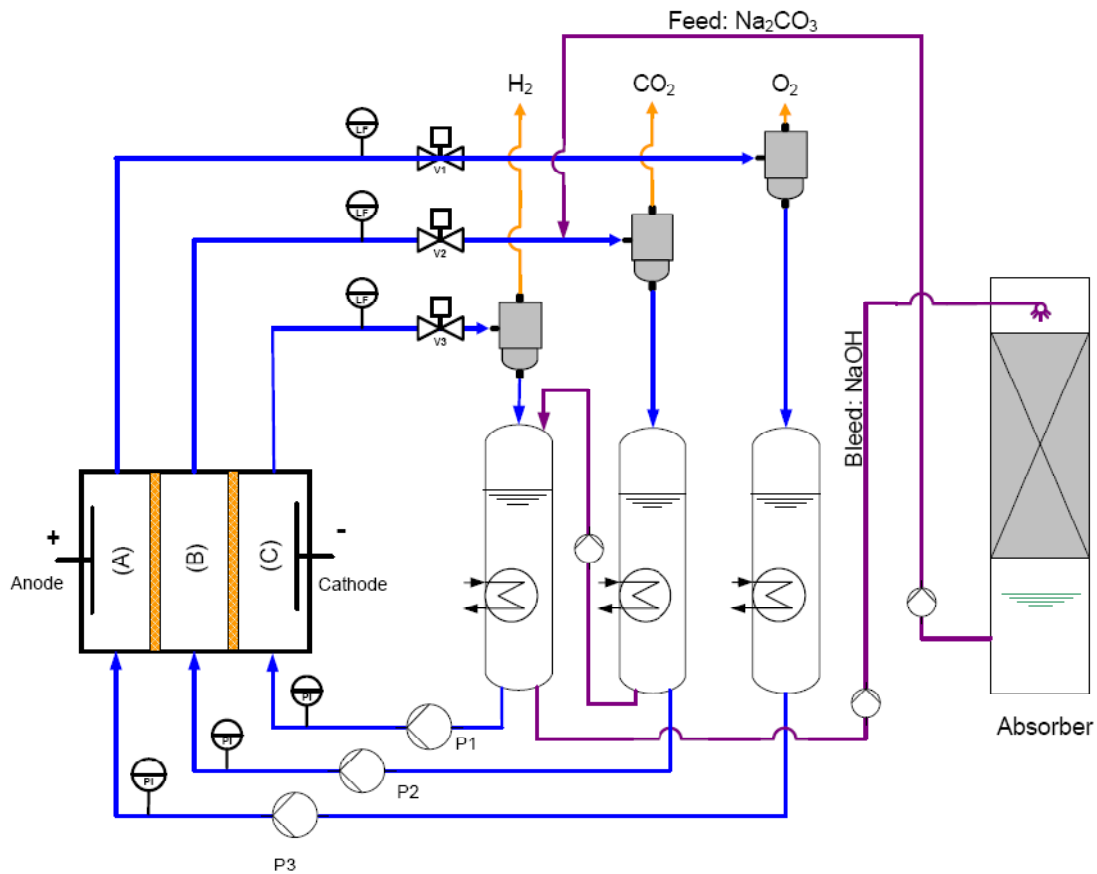 Feed: Na₂CO₃
H₂
CO₂
O₂
LF
V1
LF
V2
LF
V3
Bleed: NaOH
+
-
(A)
(B)
(C)
Anode
Cathode
PI
P1
PI
P2
PI
P3
Absorber